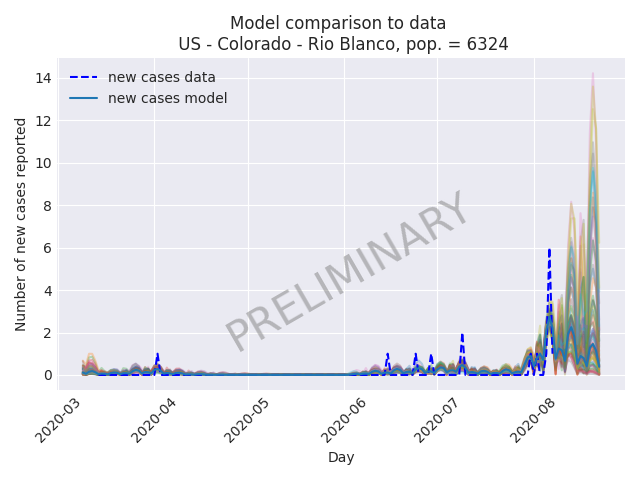 Model comparison to data
US - Colorado - Rio Blanco, pop. = 6324
new cases data
new cases model
14
12
10
8
6
4
2
0
Number of new cases reported
PRELIMINARY
2020-03
2020-04
2020-05
2020-06
2020-07
2020-08
Day